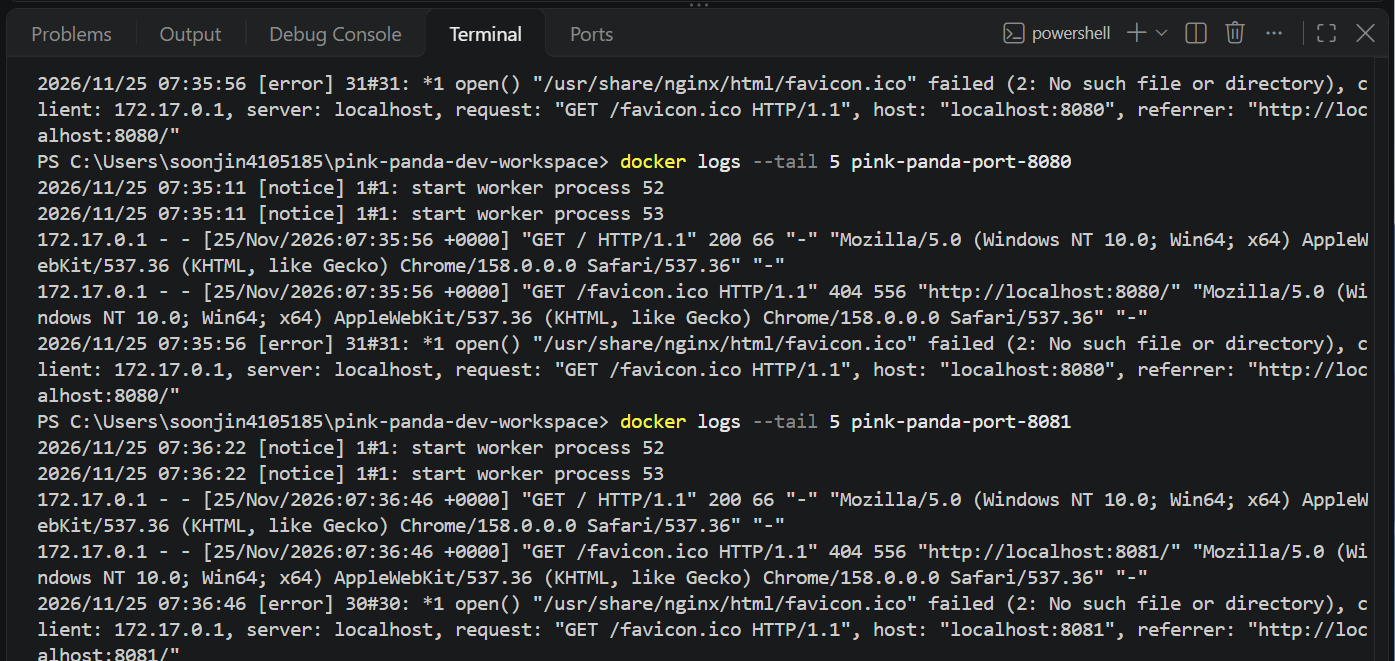 Problems Output Debug Console Terminal Ports powershell
2026/11/25 07:35:56 [error] 31#31: *1 open() "/usr/share/nginx/html/favicon.ico" failed (2: No such file or directory), c
lient: 172.17.0.1, server: localhost, request: "GET /favicon.ico HTTP/1.1", host: "localhost:8080", referrer: "http://loc
alhost:8080/"
PS C:\Users\soonjin4105185\pink-panda-dev-workspace> docker logs --tail 5 pink-panda-port-8080
2026/11/25 07:35:11 [notice] 1#1: start worker process 52
2026/11/25 07:35:11 [notice] 1#1: start worker process 53
172.17.0.1 - - [25/Nov/2026:07:35:56 +0000] "GET / HTTP/1.1" 200 66 "-" "Mozilla/5.0 (Windows NT 10.0; Win64; x64) AppleW
ebKit/537.36 (KHTML, like Gecko) Chrome/158.0.0.0 Safari/537.36" "-"
172.17.0.1 - - [25/Nov/2026:07:35:56 +0000] "GET /favicon.ico HTTP/1.1" 404 556 "http://localhost:8080/" "Mozilla/5.0 (Wi
ndows NT 10.0; Win64; x64) AppleWebKit/537.36 (KHTML, like Gecko) Chrome/158.0.0.0 Safari/537.36" "-"
2026/11/25 07:35:56 [error] 31#31: *1 open() "/usr/share/nginx/html/favicon.ico" failed (2: No such file or directory), c
lient: 172.17.0.1, server: localhost, request: "GET /favicon.ico HTTP/1.1", host: "localhost:8080", referrer: "http://loc
alhost:8080/"
PS C:\Users\soonjin4105185\pink-panda-dev-workspace> docker logs --tail 5 pink-panda-port-8081
2026/11/25 07:36:22 [notice] 1#1: start worker process 52
2026/11/25 07:36:22 [notice] 1#1: start worker process 53
172.17.0.1 - - [25/Nov/2026:07:36:46 +0000] "GET / HTTP/1.1" 200 66 "-" "Mozilla/5.0 (Windows NT 10.0; Win64; x64) AppleW
ebKit/537.36 (KHTML, like Gecko) Chrome/158.0.0.0 Safari/537.36" "-"
172.17.0.1 - - [25/Nov/2026:07:36:46 +0000] "GET /favicon.ico HTTP/1.1" 404 556 "http://localhost:8081/" "Mozilla/5.0 (Wi
ndows NT 10.0; Win64; x64) AppleWebKit/537.36 (KHTML, like Gecko) Chrome/158.0.0.0 Safari/537.36" "-"
2026/11/25 07:36:46 [error] 30#30: *1 open() "/usr/share/nginx/html/favicon.ico" failed (2: No such file or directory), c
lient: 172.17.0.1, server: localhost, request: "GET /favicon.ico HTTP/1.1", host: "localhost:8081", referrer: "http://loc
alhost:8081/"